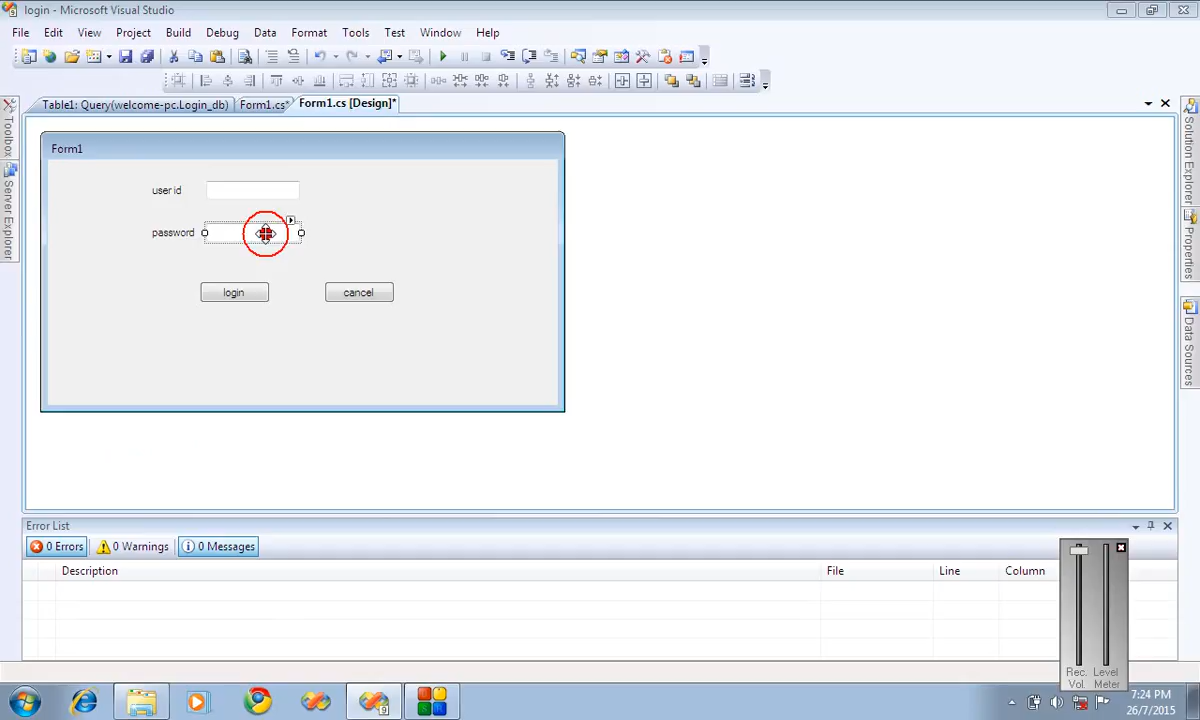 login - Microsoft Visual Studio
File Edit View Project Build Debug Data Format Tools Test Window Help
Table1: Query(welcome-pc.Login_db) Form1.cs* Form1.cs [Design]*
Toolbox
Server Explorer
Solution Explorer
Properties
Data Sources
Form1
user id
password
login cancel
Error List
0 Errors 0 Warnings 0 Messages
Description File Line Column
Rec. Vol. Level Meter
9
7:24 PM
26/7/2015